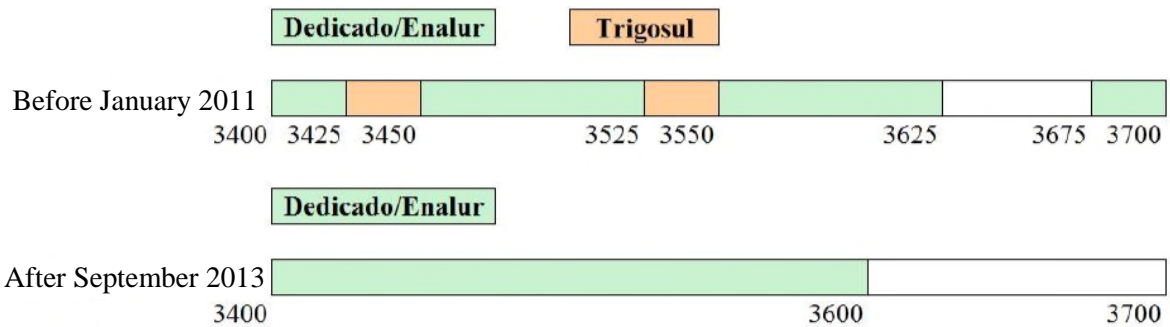 Dedicado/Enalur Trigosul
Before January 2011
3400 3425 3450 3525 3550 3625 3675 3700
Dedicado/Enalur
After September 2013
3400 3600 3700